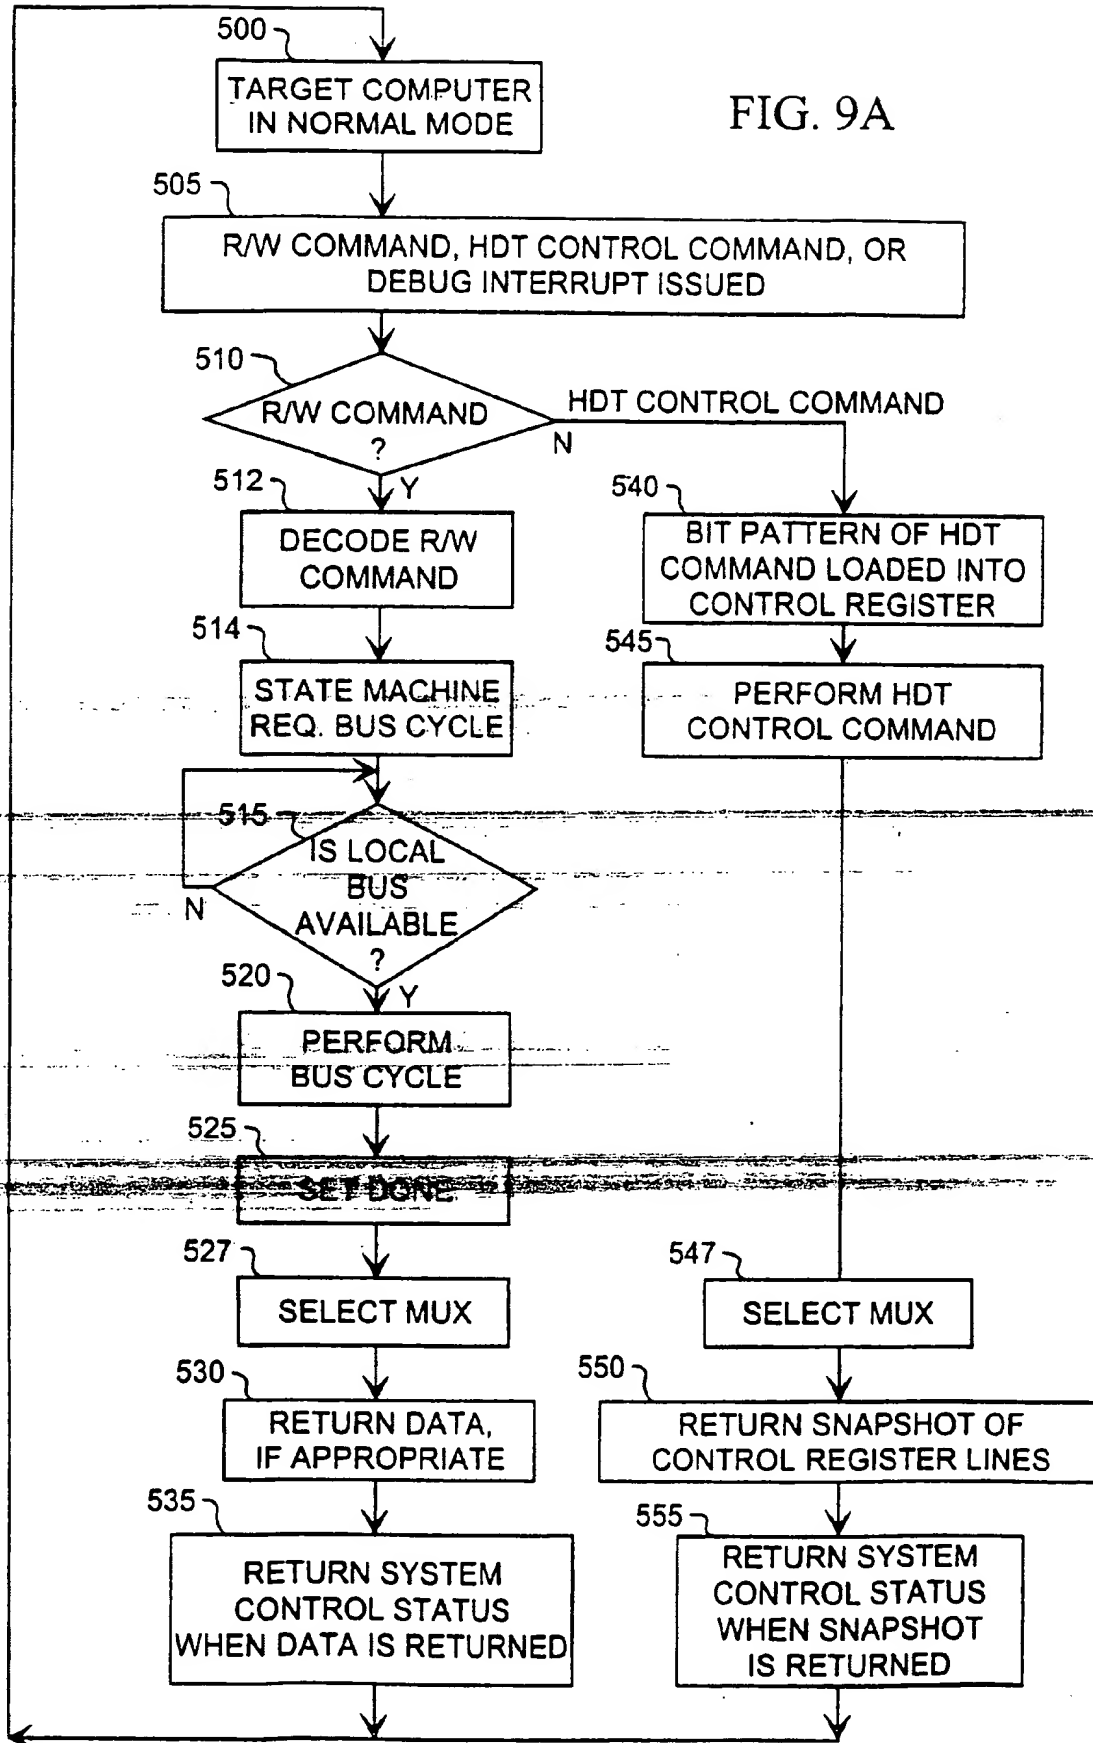 500
TARGET COMPUTER
IN NORMAL MODE
FIG. 9A
505
R/W COMMAND, HDT CONTROL COMMAND, OR
DEBUG INTERRUPT ISSUED
510
R/W COMMAND
?
HDT CONTROL COMMAND
N
Y
512
DECODE R/W
COMMAND
540
BIT PATTERN OF HDT
COMMAND LOADED INTO
CONTROL REGISTER
514
STATE MACHINE
REQ. BUS CYCLE
545
PERFORM HDT
CONTROL COMMAND
515
IS LOCAL
BUS
AVAILABLE
?
N
Y
520
PERFORM
BUS CYCLE
525
SET DONE
527
SELECT MUX
547
SELECT MUX
530
RETURN DATA,
IF APPROPRIATE
550
RETURN SNAPSHOT OF
CONTROL REGISTER LINES
535
RETURN SYSTEM
CONTROL STATUS
WHEN DATA IS RETURNED
555
RETURN SYSTEM
CONTROL STATUS
WHEN SNAPSHOT
IS RETURNED